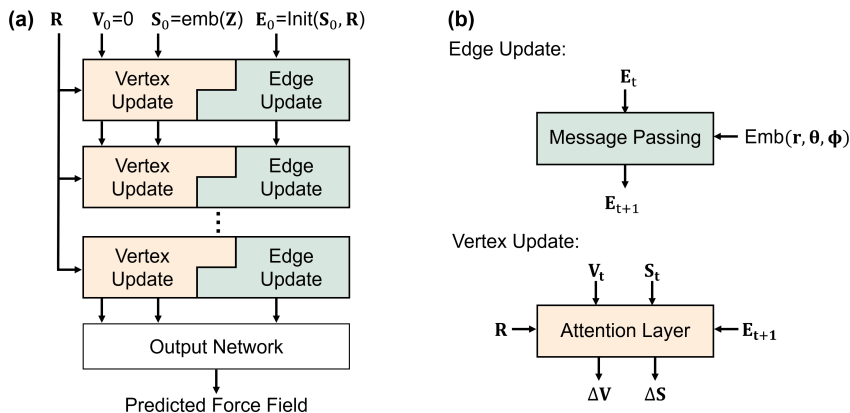 (a) R V₀=0 S₀=emb(Z) E₀=Init(S₀, R)
Vertex Update
Edge Update
Vertex Update
Edge Update
Vertex Update
Edge Update
Output Network
Predicted Force Field
(b)
Edge Update:
Eₜ
Message Passing
Emb(r, θ, ϕ)
Eₜ₊₁
Vertex Update:
Vₜ Sₜ
R Attention Layer Eₜ₊₁
ΔV ΔS